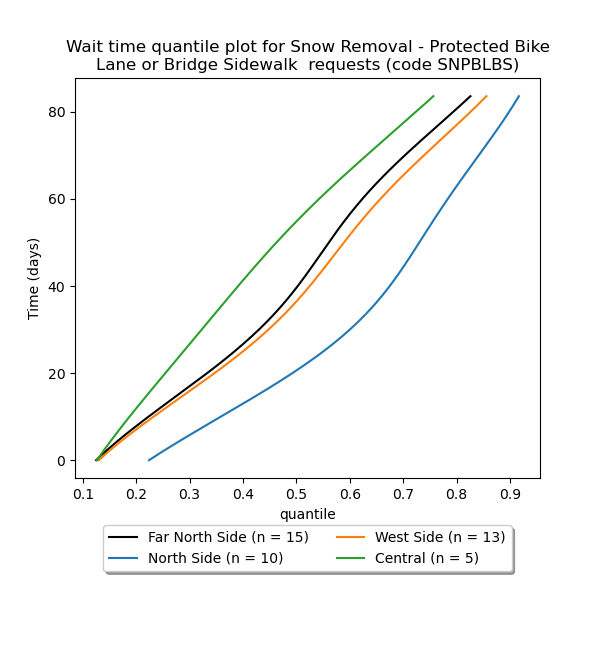 Wait time quantile plot for Snow Removal - Protected Bike
Lane or Bridge Sidewalk  requests (code SNPBLBS)
Time (days)
80
60
40
20
0
0.1 0.2 0.3 0.4 0.5 0.6 0.7 0.8 0.9
quantile
Far North Side (n = 15)
North Side (n = 10)
West Side (n = 13)
Central (n = 5)